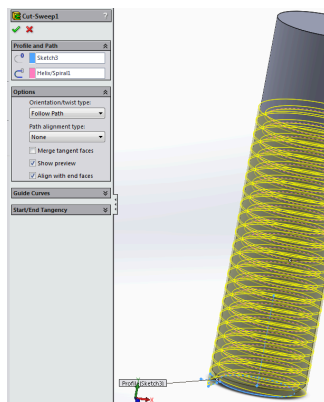 Cut-Sweep1
?
Profile and Path
Sketch3
Helix/Spiral1
Options
Orientation/twist type:
Follow Path
Path alignment type:
None
Merge tangent faces
Show preview
Align with end faces
Guide Curves
Start/End Tangency
Profile(Sketch3)